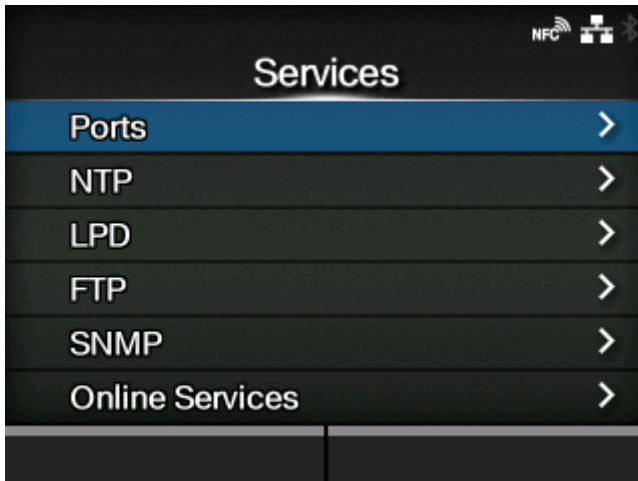 NFC
Services
Ports
NTP
LPD
FTP
SNMP
Online Services